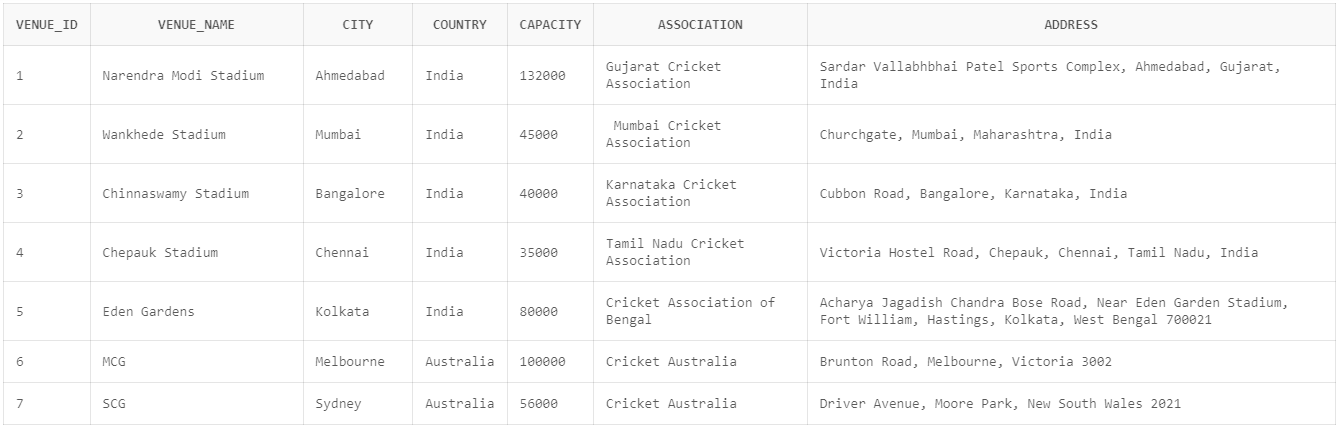 VENUE_ID VENUE_NAME CITY COUNTRY CAPACITY ASSOCIATION ADDRESS
1 Narendra Modi Stadium Ahmedabad India 132000 Gujarat Cricket Association Sardar Vallabhbhai Patel Sports Complex, Ahmedabad, Gujarat, India
2 Wankhede Stadium Mumbai India 45000 Mumbai Cricket Association Churchgate, Mumbai, Maharashtra, India
3 Chinnaswamy Stadium Bangalore India 40000 Karnataka Cricket Association Cubbon Road, Bangalore, Karnataka, India
4 Chepauk Stadium Chennai India 35000 Tamil Nadu Cricket Association Victoria Hostel Road, Chepauk, Chennai, Tamil Nadu, India
5 Eden Gardens Kolkata India 80000 Cricket Association of Bengal Acharya Jagadish Chandra Bose Road, Near Eden Garden Stadium, Fort William, Hastings, Kolkata, West Bengal 700021
6 MCG Melbourne Australia 100000 Cricket Australia Brunton Road, Melbourne, Victoria 3002
7 SCG Sydney Australia 56000 Cricket Australia Driver Avenue, Moore Park, New South Wales 2021